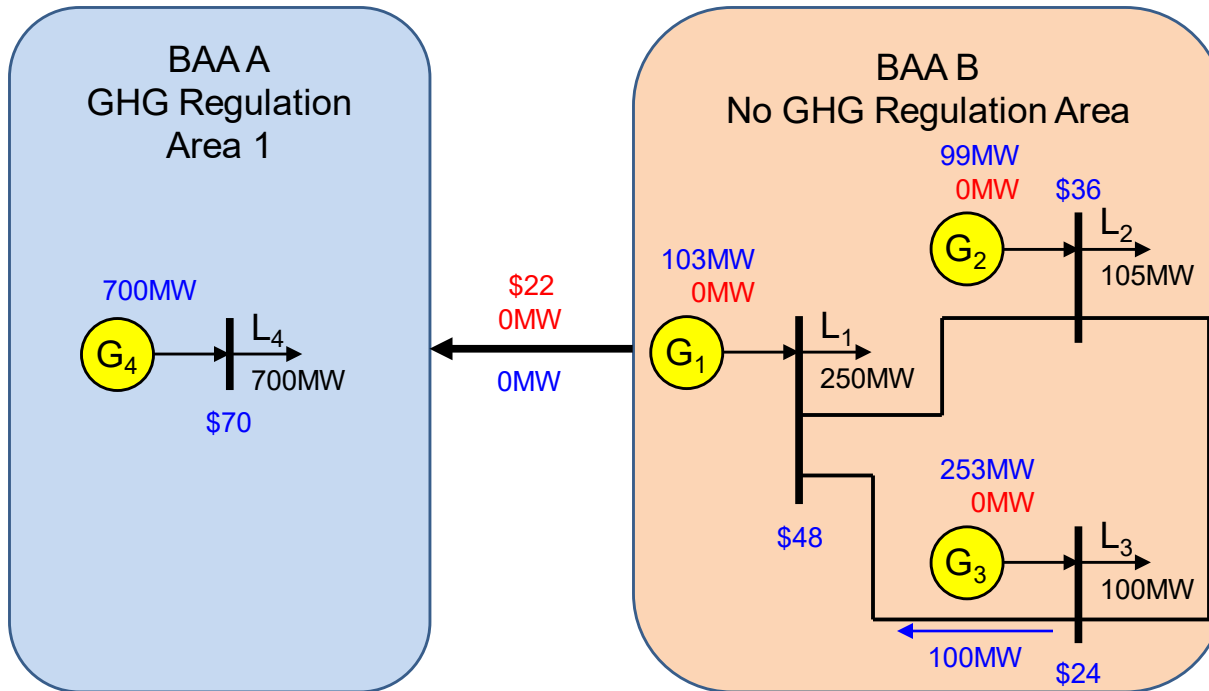 BAA A
GHG Regulation
Area 1
700MW
G4
L4
700MW
$70
$22
0MW
0MW
BAA B
No GHG Regulation Area
99MW
0MW
$36
G2
L2
105MW
103MW
0MW
G1
L1
250MW
$48
253MW
0MW
G3
L3
100MW
100MW
$24